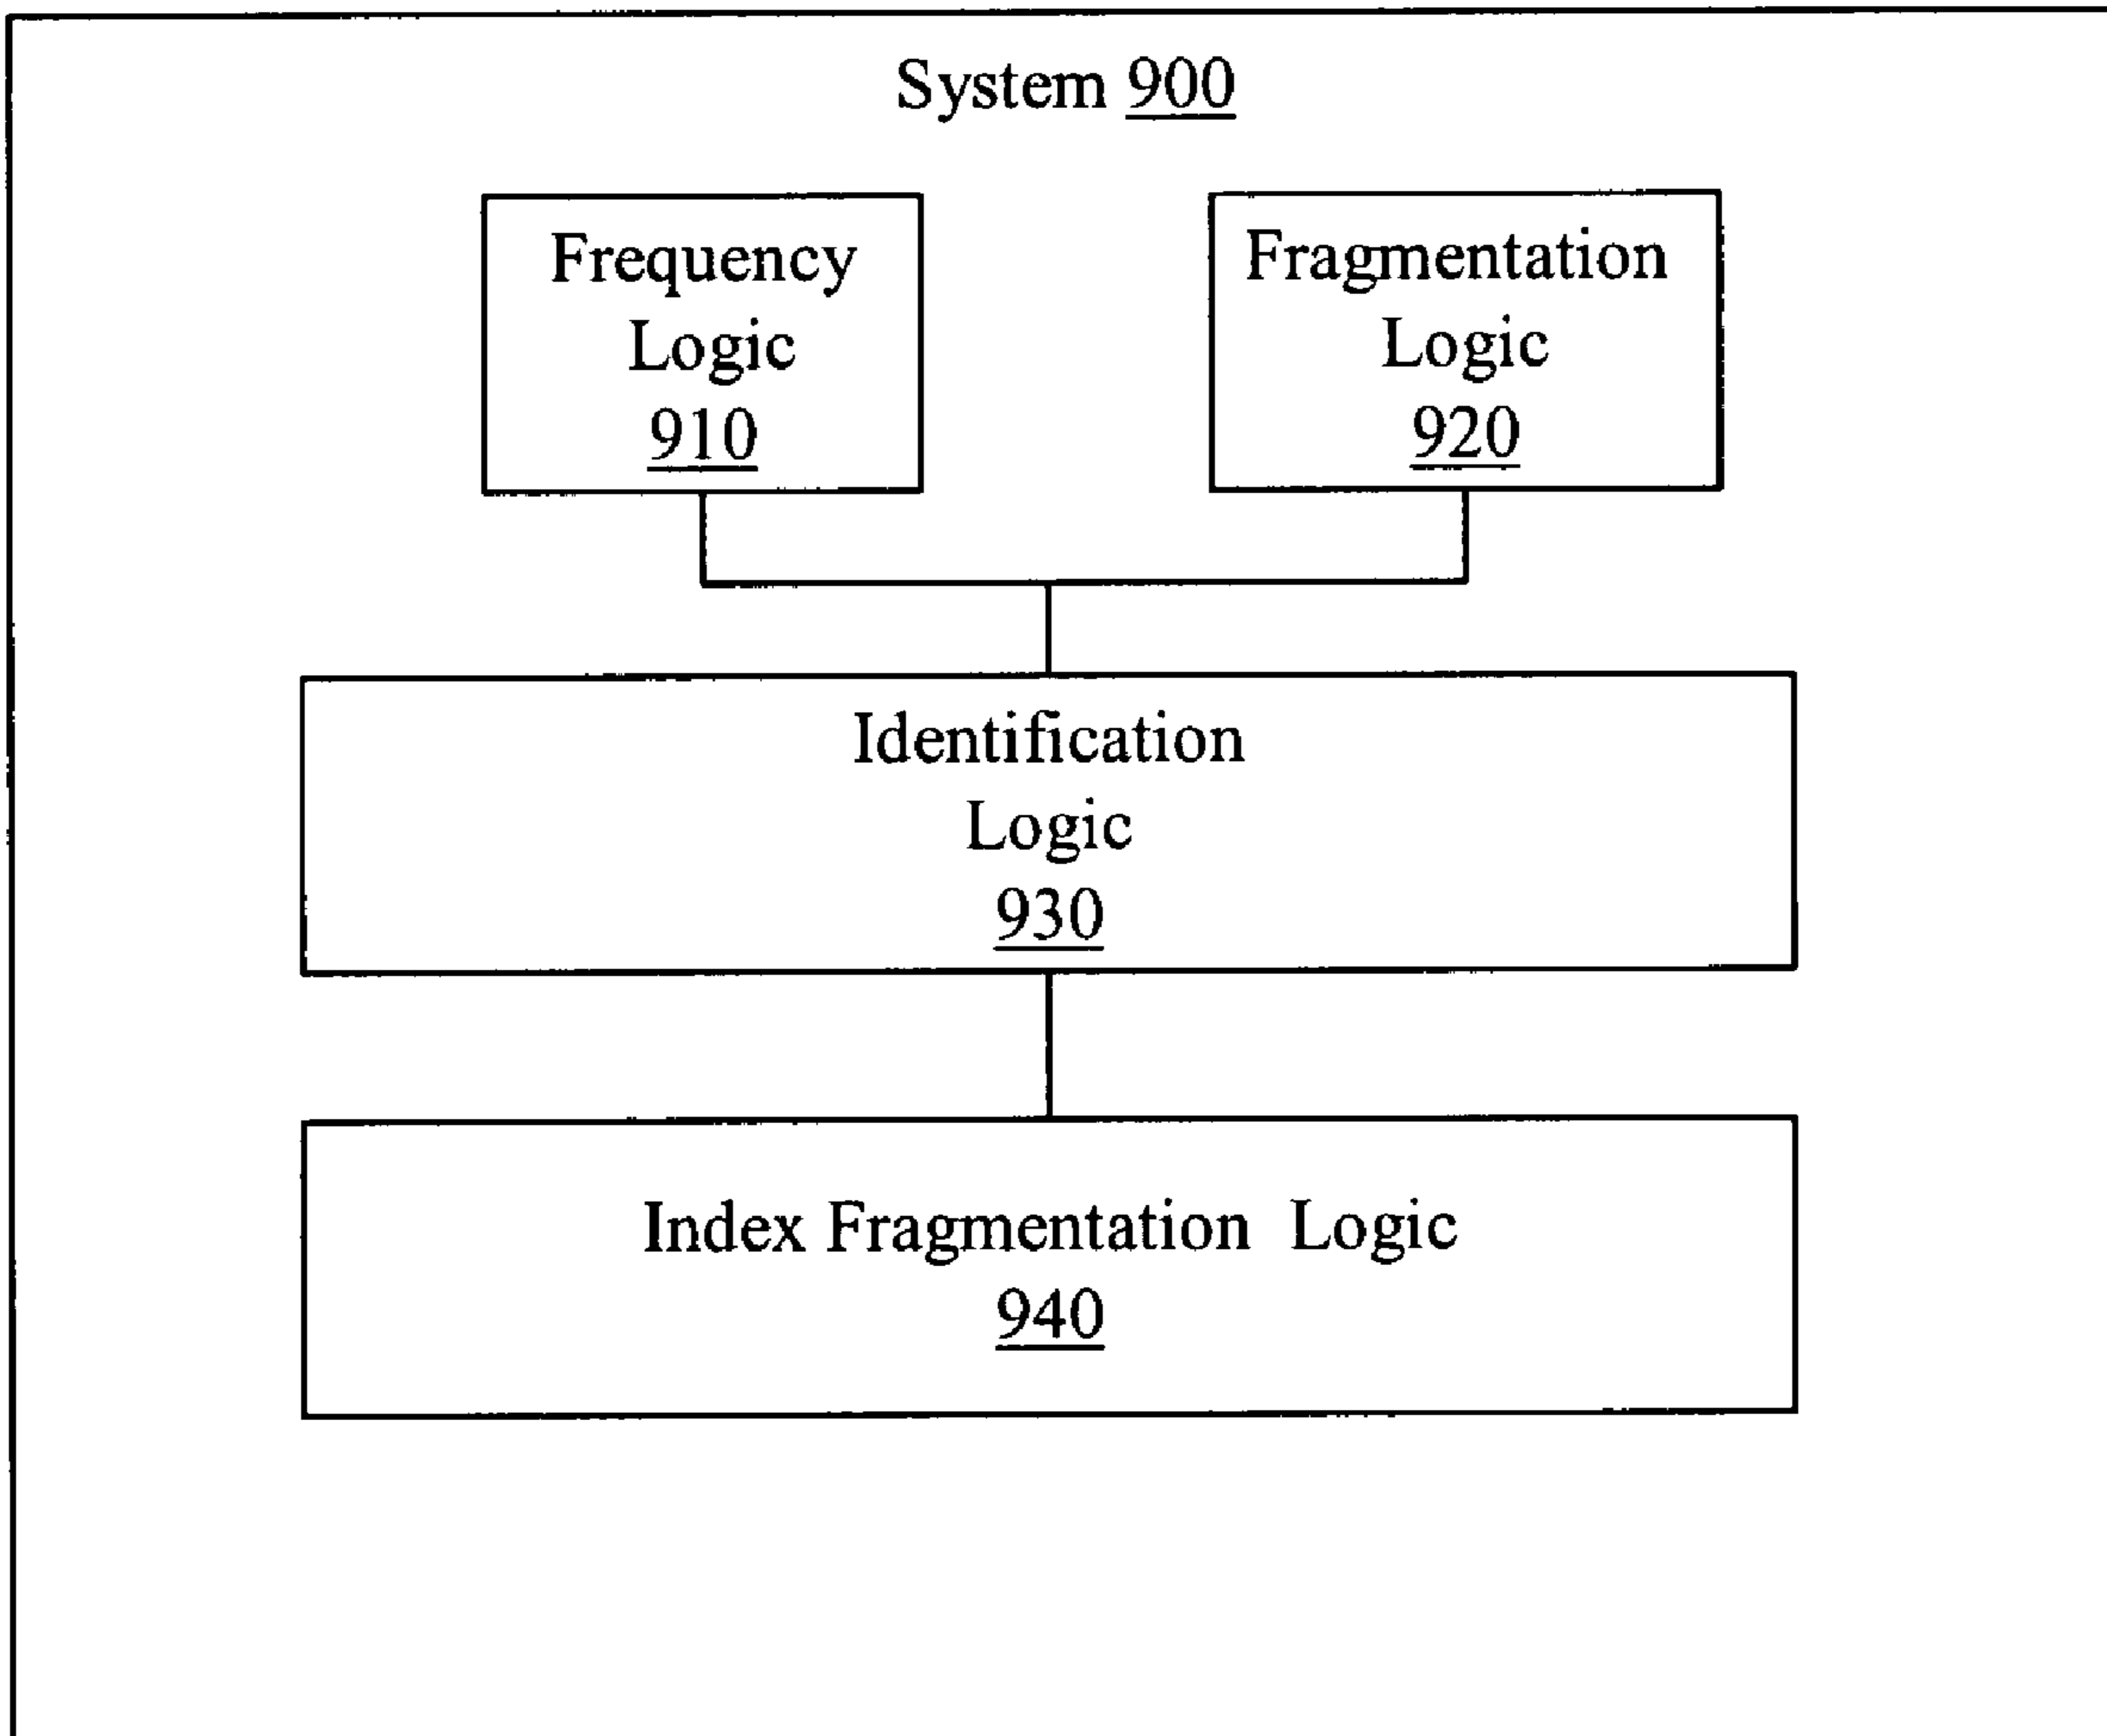 System 900
Frequency
Logic
910
Fragmentation
Logic
920
Identification
Logic
930
Index Fragmentation Logic
940